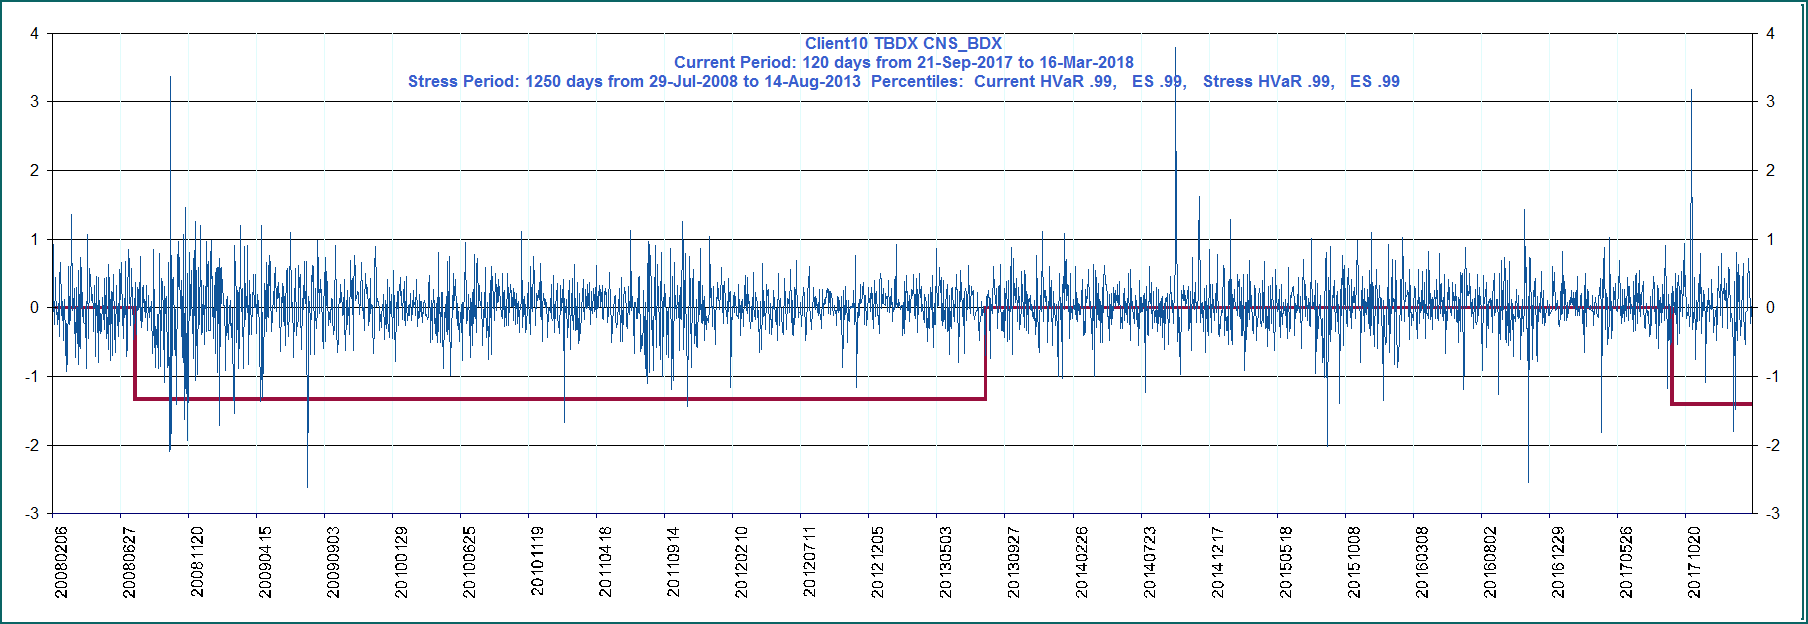 Client10 TBDX CNS_BDX
Current Period: 120 days from 21-Sep-2017 to 16-Mar-2018
Stress Period: 1250 days from 29-Jul-2008 to 14-Aug-2013 Percentiles: Current HVaR .99, ES .99, Stress HVaR .99, ES .99
4 4
3 3
2 2
1 1
0 0
-1 -1
-2 -2
-3 -3
20080206 20080627 20081120 20090415 20090903 20100129 20100625 20101119 20110418 20110914 20120210 20120711 20121205 20130503 20130927 20140226 20140723 20141217 20150518 20151008 20160308 20160802 20161229 20170526 20171020